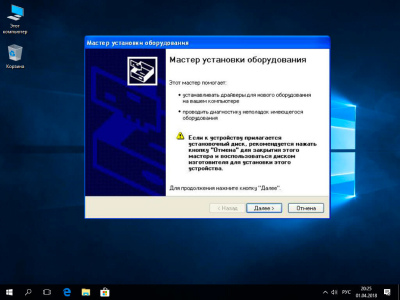 Этот
компьютер
Корзина
Мастер установки оборудования
Мастер установки оборудования
Этот мастер помогает:
• устанавливать драйверы для нового оборудования
на вашем компьютере
• проводить диагностику неполадок имеющегося
оборудования
Если к устройству прилагается
установочный диск, рекомендуется нажать
кнопку "Отмена" для закрытия этого
мастера и воспользоваться диском
изготовителя для установки этого
устройства.
Для продолжения нажмите кнопку "Далее".
< Назад
Далее >
Отмена
РУС
20:25
01.04.2018